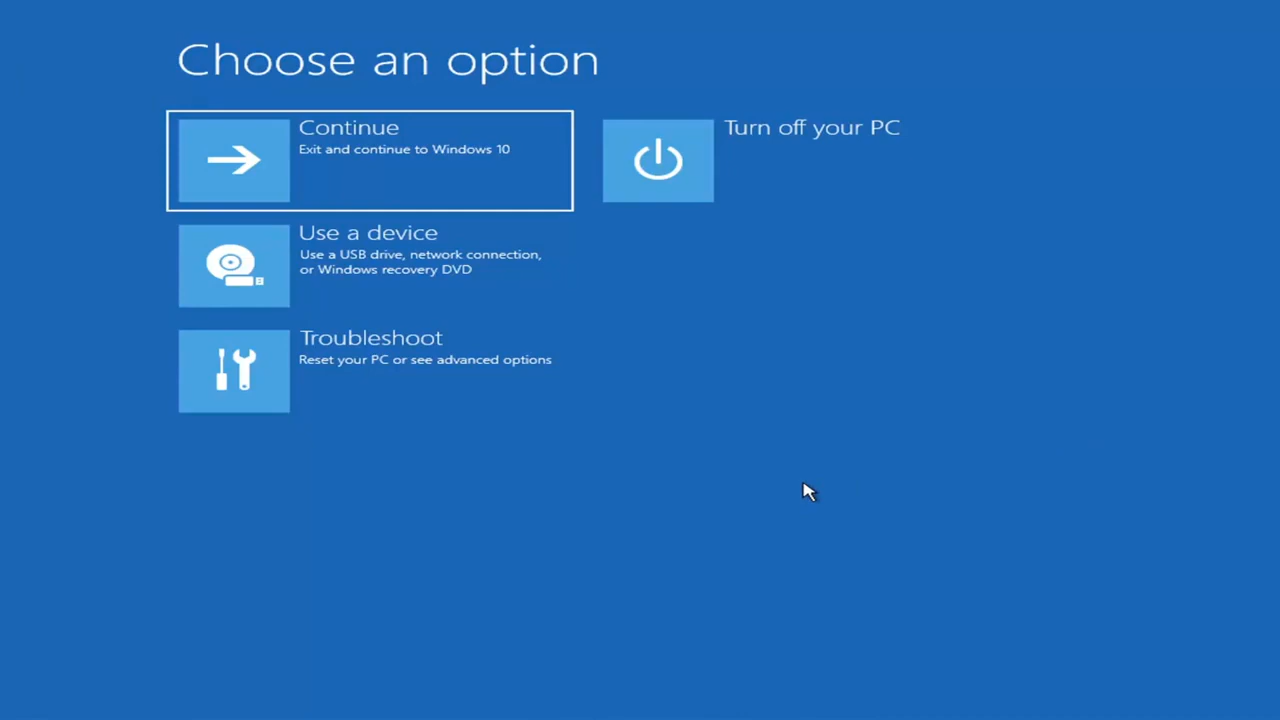 Choose an option
Continue
Exit and continue to Windows 10
Turn off your PC
Use a device
Use a USB drive, network connection,
or Windows recovery DVD
Troubleshoot
Reset your PC or see advanced options